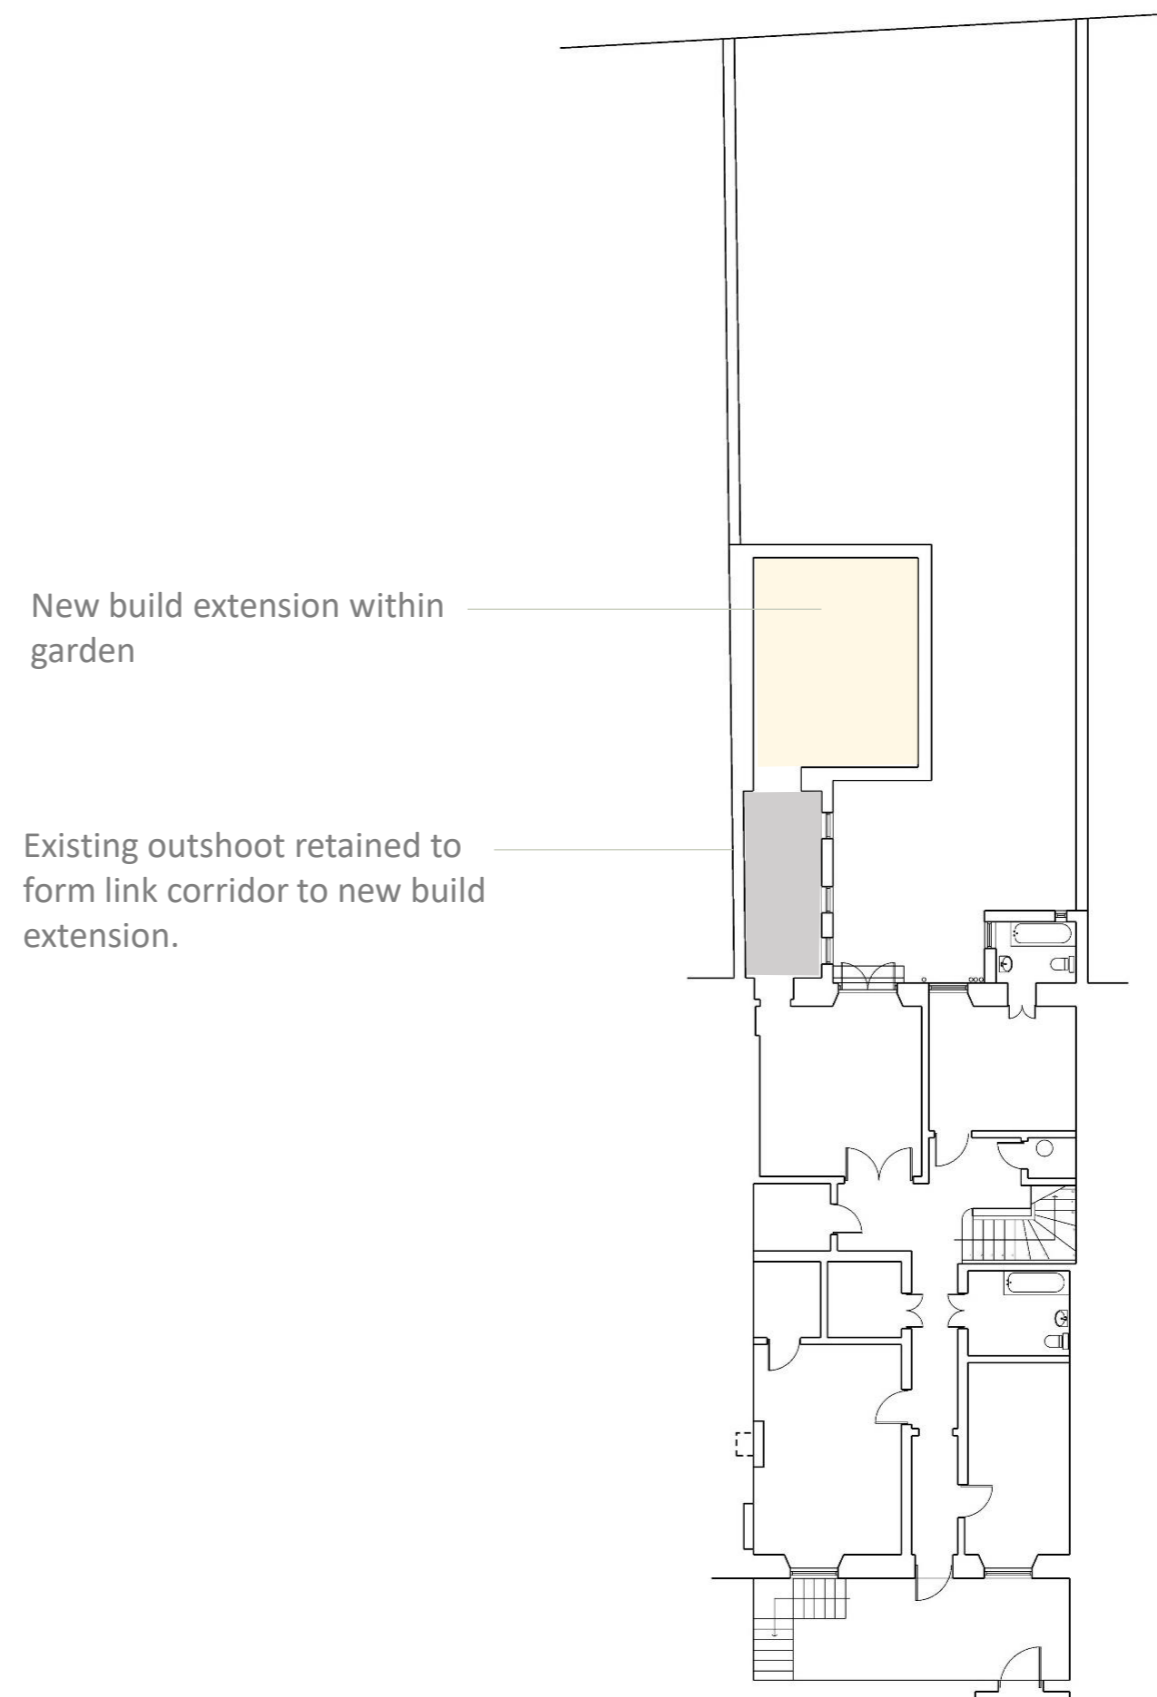 New build extension within
garden
Existing outshoot retained to
form link corridor to new build
extension.